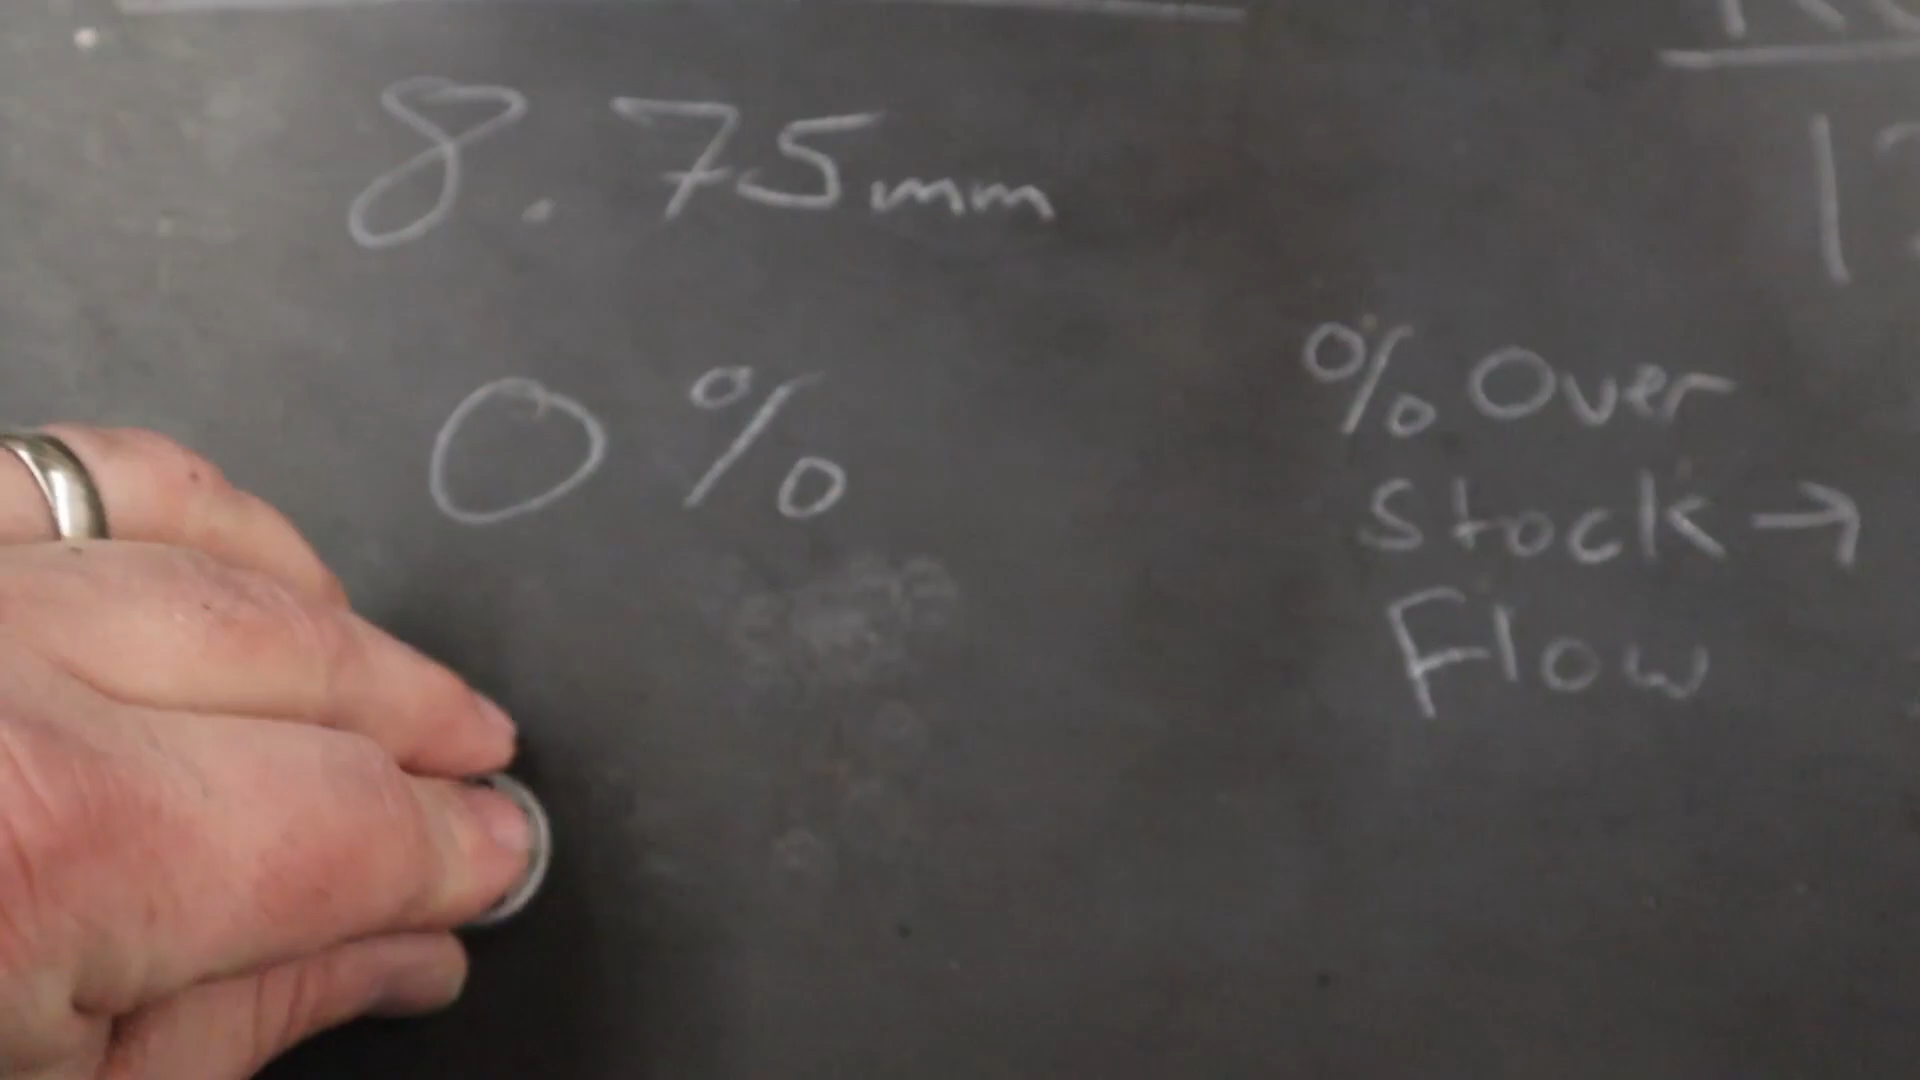 8.75mm
0%
% Over
Stock →
Flow